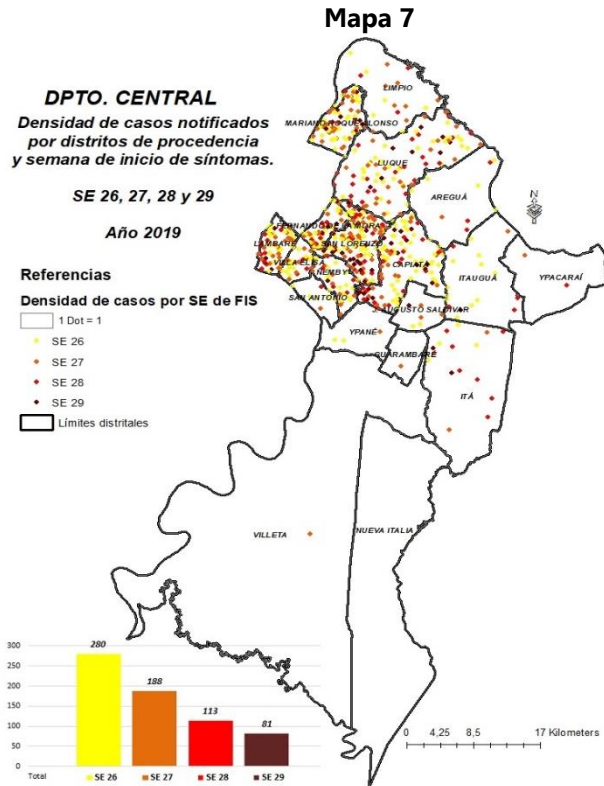 Mapa 7
DPTO. CENTRAL
Densidad de casos notificados
por distritos de procedencia
y semana de inicio de síntomas.
SE 26, 27, 28 y 29
Año 2019
Referencias
Densidad de casos por SE de FIS
1 Dot = 1
SE 26
SE 27
SE 28
SE 29
Límites distritales
LIMPIO
MARIANO ROQUE ALONSO
LUQUE
AREGUÁ
N
FERNANDO DE LA MORA
LAMBARÉ
SAN LORENZO
VILLA ELISA
ÑEMBY
CAPIATÁ
ITAUGUÁ
YPACARAÍ
SAN ANTONIO
AUGUSTO SALDIVAR
YPANÉ
GUARAMBARÉ
ITÁ
VILLETA
NUEVA ITALIA
300
250
200
150
100
50
0
280
188
113
81
Total
SE 26
SE 27
SE 28
SE 29
0 4,25 8,5 17 Kilometers